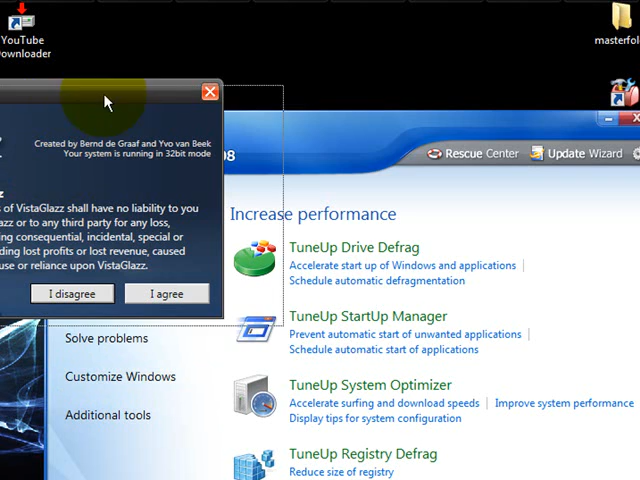 YouTube
Downloader
masterfol
Created by Bernd de Graaf and Yvo van Beek
Your system is running in 32bit mode
08
Rescue Center
Update Wizard
z
s of VistaGlazz shall have no liability to you
azz or to any third party for any loss,
ing consequential, incidental, special or
ding lost profits or lost revenue, caused
use or reliance upon VistaGlazz.
I disagree
I agree
Increase performance
TuneUp Drive Defrag
Accelerate start up of Windows and applications
Schedule automatic defragmentation
TuneUp StartUp Manager
Prevent automatic start of unwanted applications
Schedule automatic start of applications
Solve problems
Customize Windows
Additional tools
TuneUp System Optimizer
Accelerate surfing and download speeds
Improve system performance
Display tips for system configuration
TuneUp Registry Defrag
Reduce size of registry